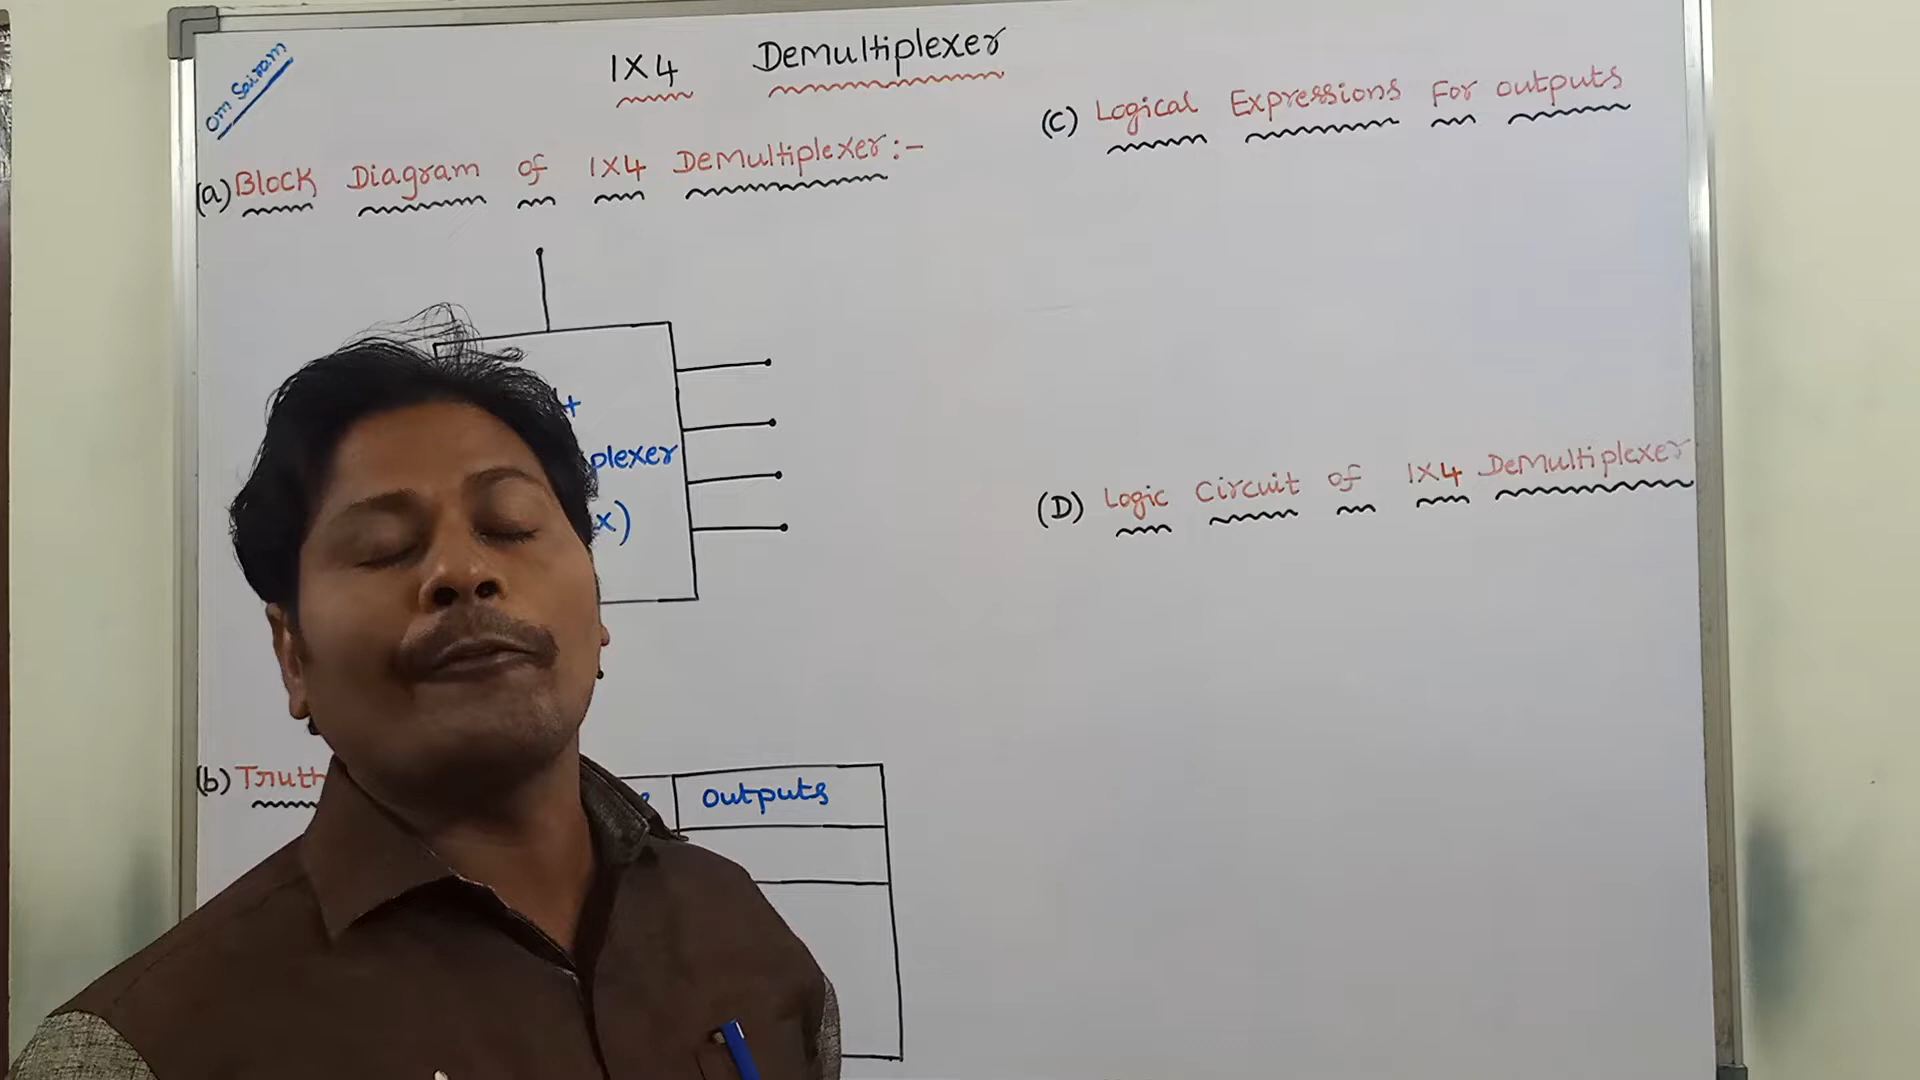 Om Sairam
1X4 Demultiplexer
(a) Block Diagram of 1X4 Demultiplexer:-
plexer
x)
(b) Truth
outputs
(C) Logical Expressions For outputs
(D) Logic Circuit of 1X4 Demultiplexer